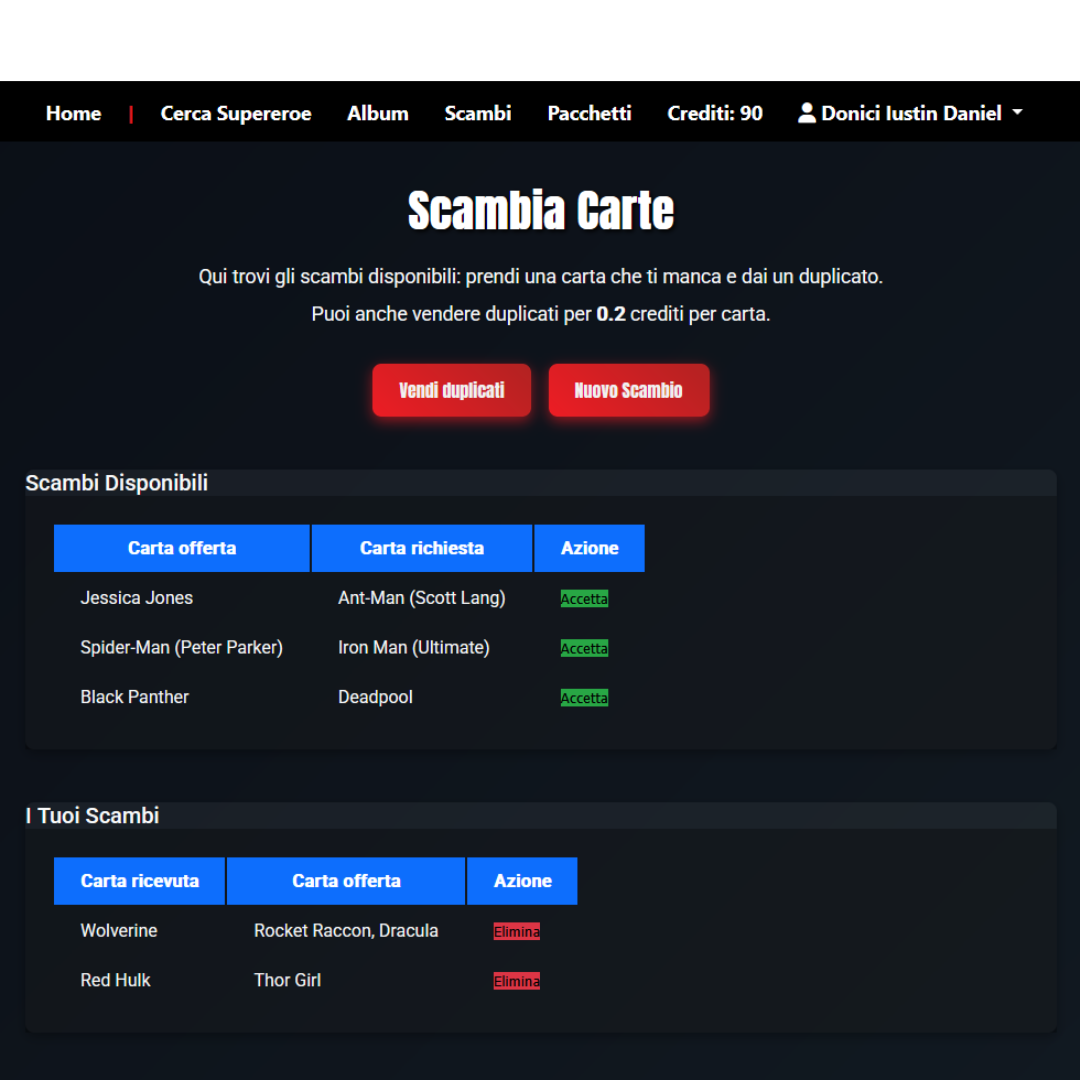 Home | Cerca Supereroe Album Scambi Pacchetti Crediti: 90 Donici Iustin Daniel
Scambia Carte
Qui trovi gli scambi disponibili: prendi una carta che ti manca e dai un duplicato.
Puoi anche vendere duplicati per 0.2 crediti per carta.
Vendi duplicati Nuovo Scambio
Scambi Disponibili
Carta offerta Carta richiesta Azione
Jessica Jones Ant-Man (Scott Lang) Accetta
Spider-Man (Peter Parker) Iron Man (Ultimate) Accetta
Black Panther Deadpool Accetta
I Tuoi Scambi
Carta ricevuta Carta offerta Azione
Wolverine Rocket Raccon, Dracula Elimina
Red Hulk Thor Girl Elimina